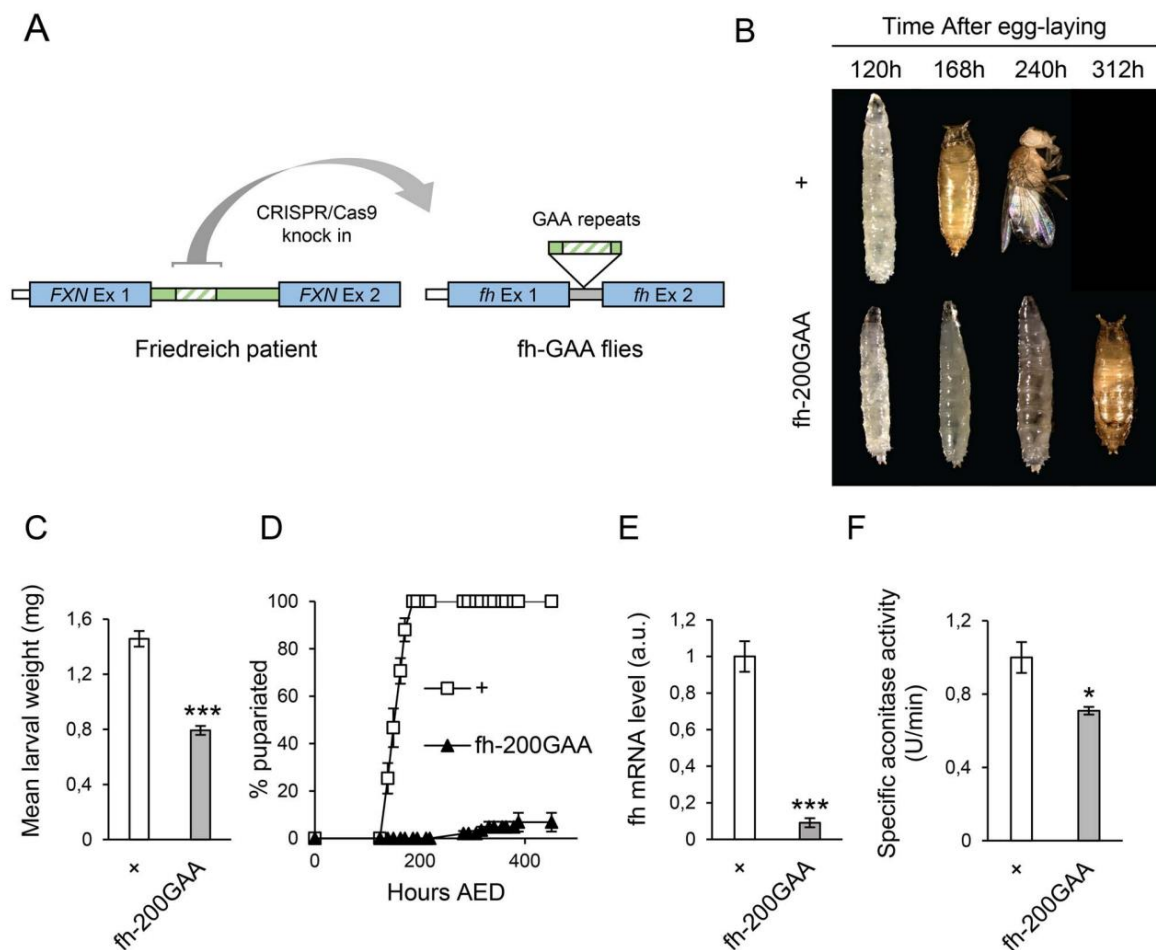 A
CRISPR/Cas9
knock in
GAA repeats
FXN Ex 1
FXN Ex 2
fh Ex 1
fh Ex 2
Friedreich patient
fh-GAA flies
B
Time After egg-laying
120h 168h 240h 312h
+
fh-200GAA
C
Mean larval weight (mg)
1,6
1,2
0,8
0,4
0
***
+
fh-200GAA
D
% pupariated
100
80
60
40
20
0
+
fh-200GAA
0 200 400
Hours AED
E
fh mRNA level (a.u.)
1,2
1
0,8
0,6
0,4
0,2
0
***
+
fh-200GAA
F
Specific aconitase activity
(U/min)
1,2
0,8
0,4
0
*
+
fh-200GAA